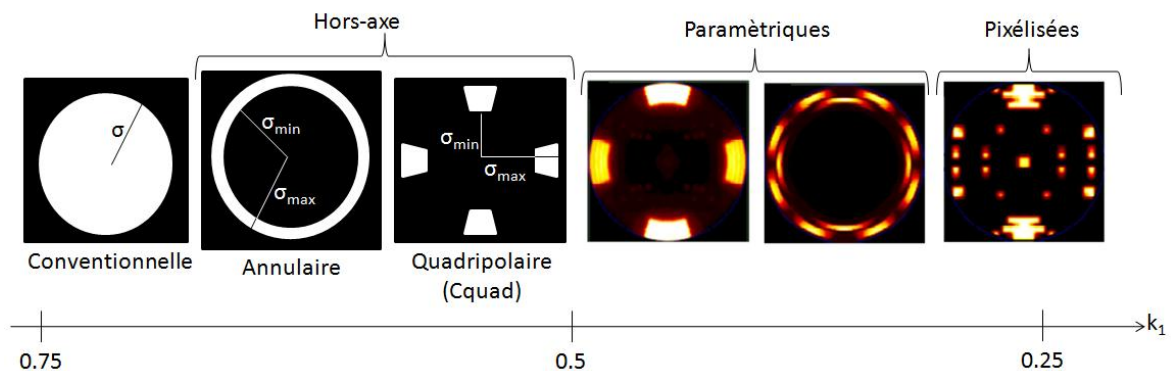 Hors-axe
Paramètriques
Pixélisées
σ
σmin
σmax
σmin
σmax
Conventionnelle
Annulaire
Quadripolaire
(Cquad)
k1
0.75
0.5
0.25